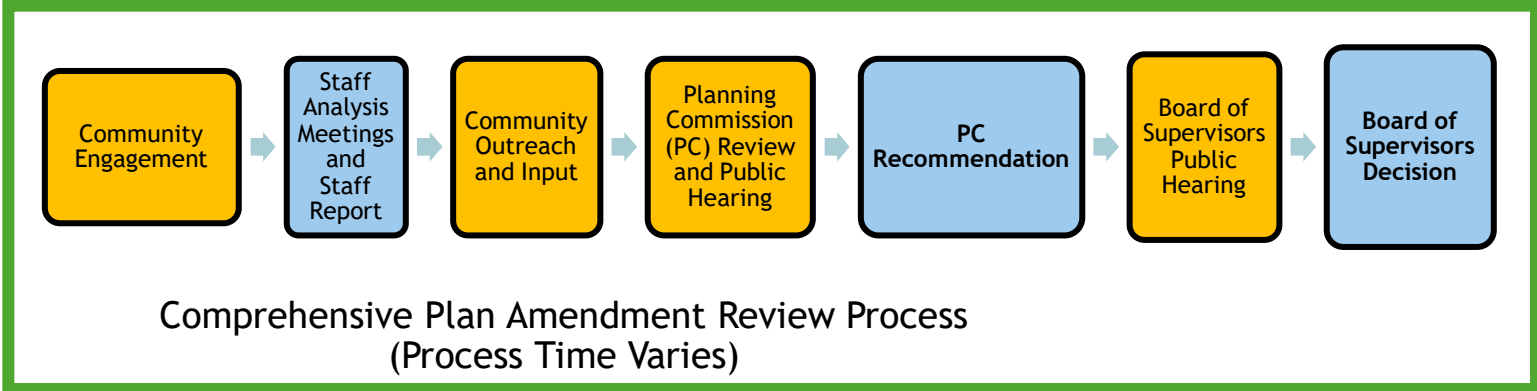 Community
Engagement
Staff
Analysis
Meetings
and
Staff
Report
Community
Outreach
and Input
Planning
Commission
(PC) Review
and Public
Hearing
PC
Recommendation
Board of
Supervisors
Public
Hearing
Board of
Supervisors
Decision
Comprehensive Plan Amendment Review Process
(Process Time Varies)